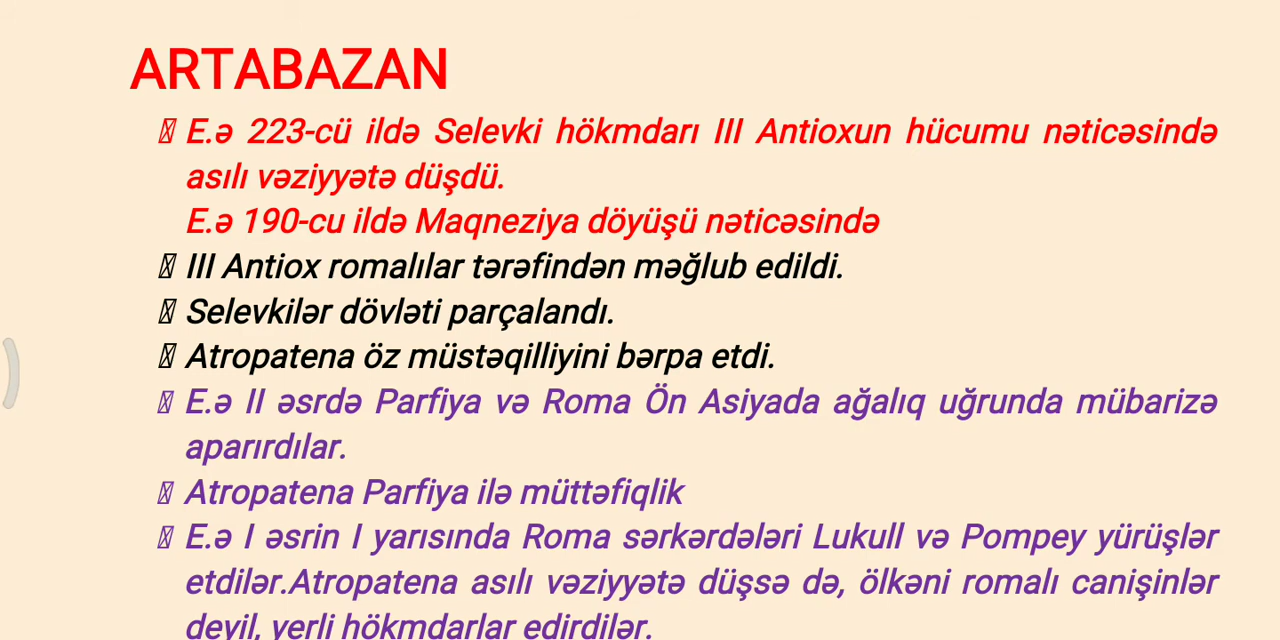 ARTABAZAN
E.ə 223-cü ildə Selevki hökmdarı III Antioxun hücumu nəticəsində
asılı vəziyyətə düşdü.
E.ə 190-cu ildə Maqneziya döyüşü nəticəsində
III Antiox romalılar tərəfindən məğlub edildi.
Selevkilər dövləti parçalandı.
Atropatena öz müstəqilliyini bərpa etdi.
E.ə II əsrdə Parfiya və Roma Ön Asiyada ağalıq uğrunda mübarizə
aparırdılar.
Atropatena Parfiya ilə müttəfiqlik
E.ə I əsrin I yarısında Roma sərkərdələri Lukull və Pompey yürüşlər
etdilər.Atropatena asılı vəziyyətə düşsə də, ölkəni romalı canişinlər
deyil, yerli hökmdarlar edirdilər.